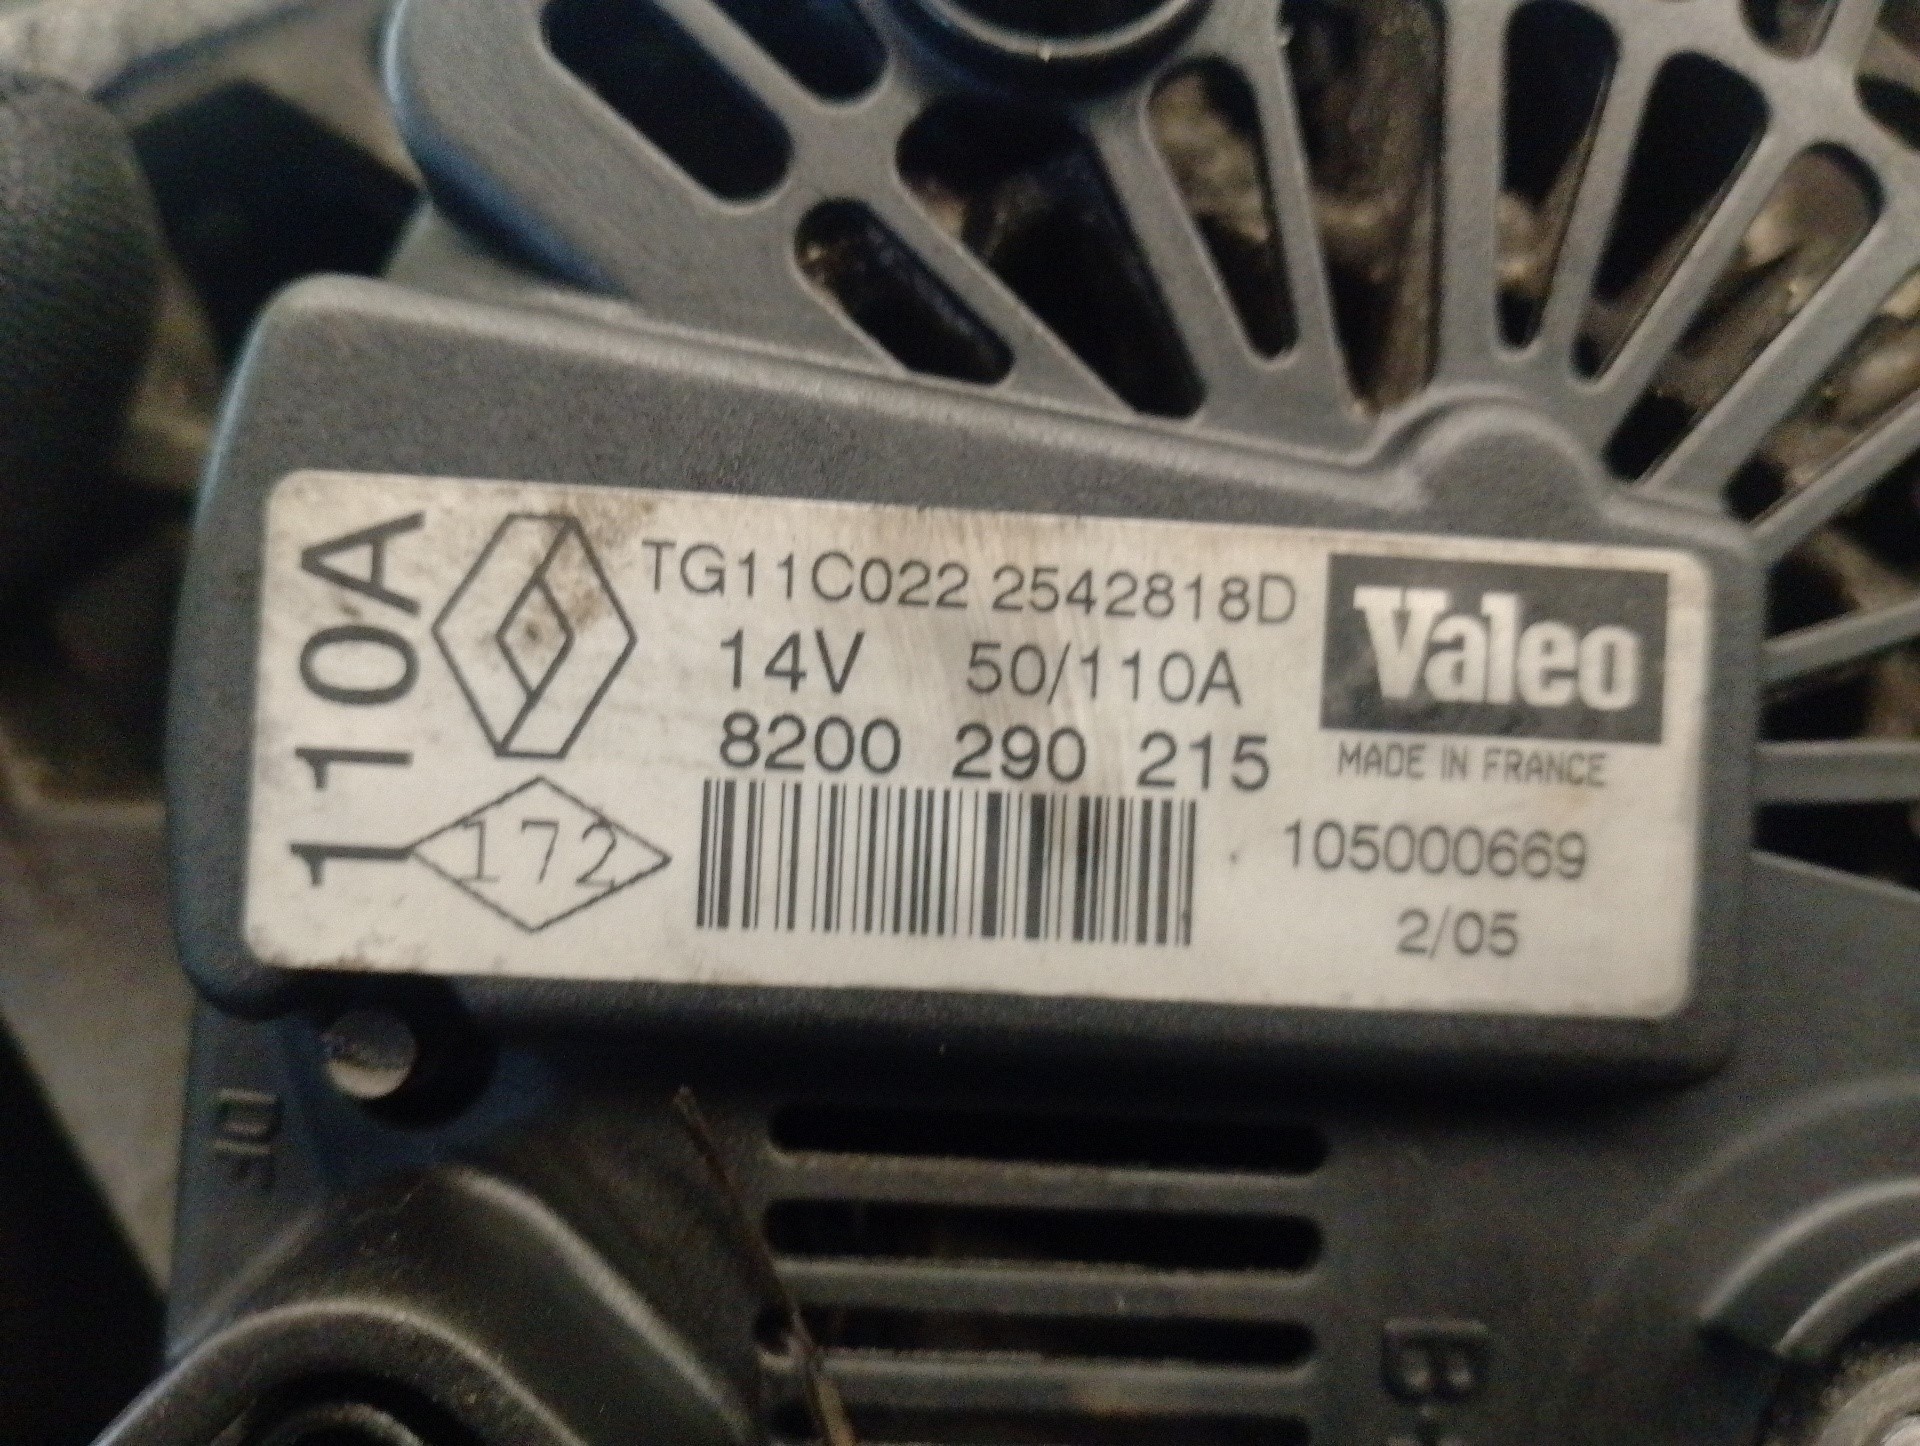 110A
TG11C022 2542818D
14V 50/110A
8200 290 215
172
Valeo
MADE IN FRANCE
105000669
2/05
B